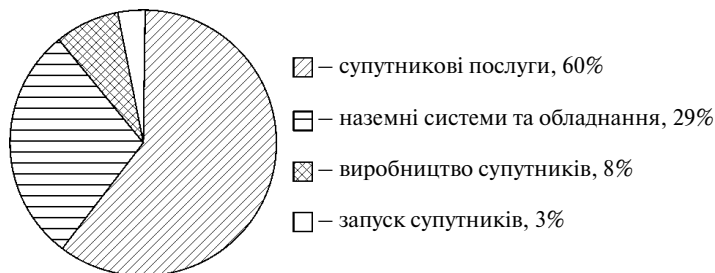 – супутникові послуги, 60%
– наземні системи та обладнання, 29%
– виробництво супутників, 8%
– запуск супутників, 3%